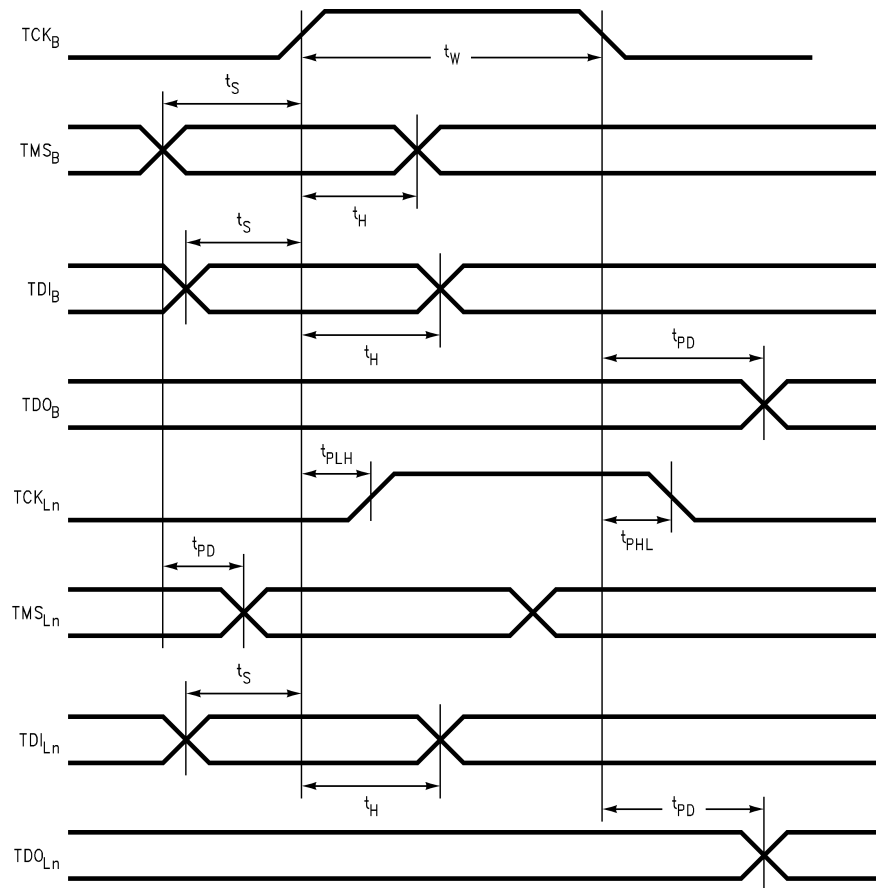 TCK_B
t_W
t_S
TMS_B
t_H
t_S
TDI_B
t_H
t_PD
TDO_B
t_PLH
TCK_Ln
t_PHL
t_PD
TMS_Ln
t_S
TDI_Ln
t_H
t_PD
TDO_Ln